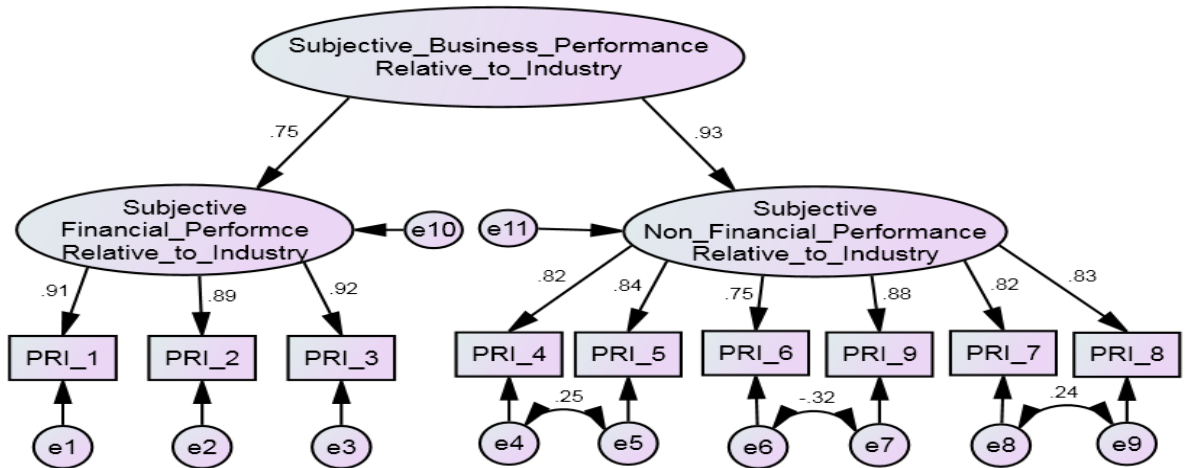 Subjective_Business_Performance
Relative_to_Industry
.75
.93
Subjective
Financial_Performce
Relative_to_Industry
e10
e11
Subjective
Non_Financial_Performance
Relative_to_Industry
.91
.89
.92
.82
.84
.75
.88
.82
.83
PRI_1
PRI_2
PRI_3
PRI_4
PRI_5
PRI_6
PRI_9
PRI_7
PRI_8
.25
-.32
.24
e1
e2
e3
e4
e5
e6
e7
e8
e9